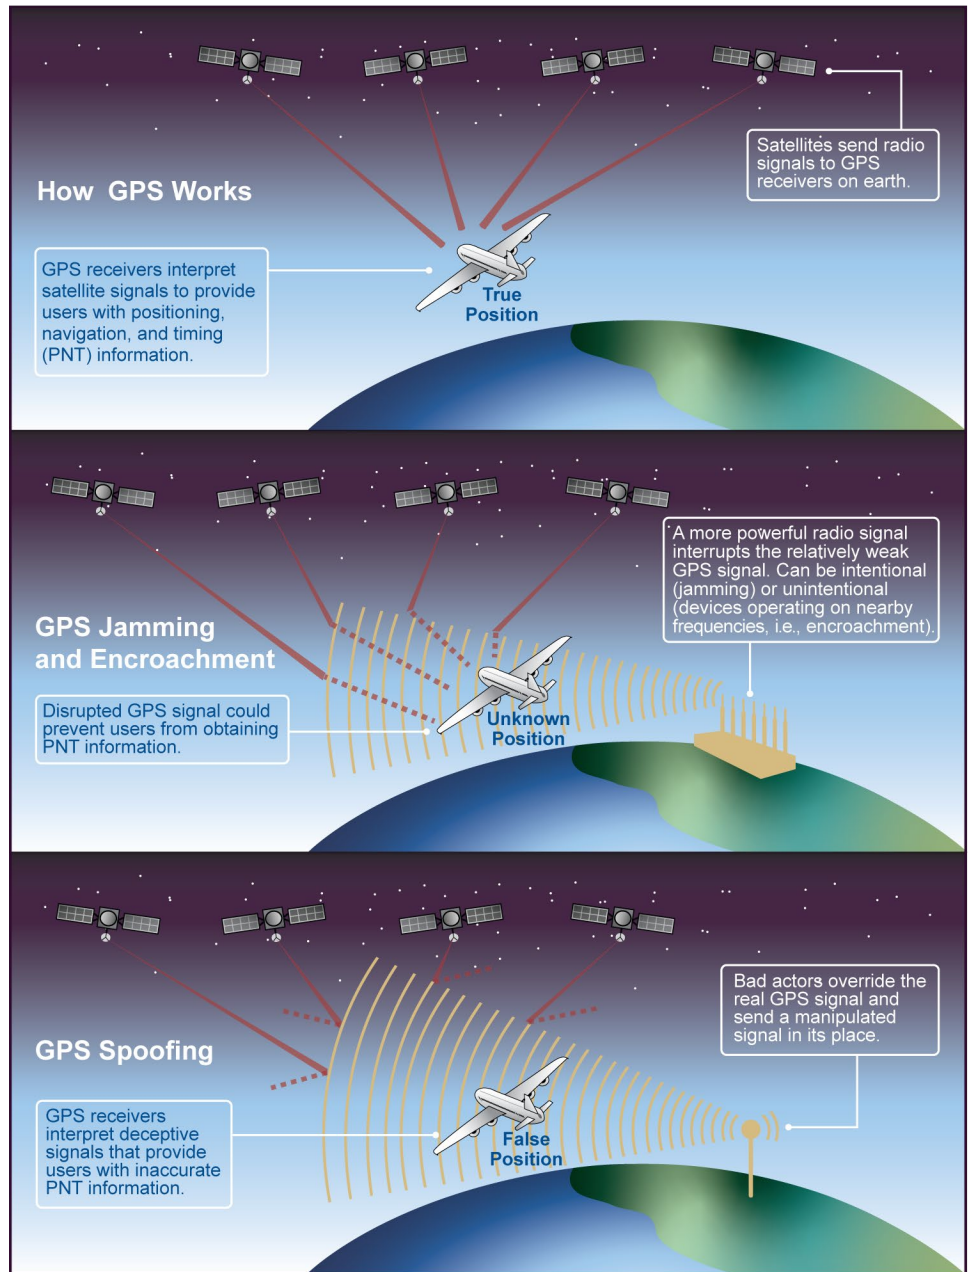 Satellites send radio
signals to GPS
receivers on earth.
How GPS Works
GPS receivers interpret
satellite signals to provide
users with positioning,
navigation, and timing
(PNT) information.
True
Position
A more powerful radio signal
interrupts the relatively weak
GPS signal. Can be intentional
(jamming) or unintentional
(devices operating on nearby
frequencies, i.e., encroachment).
GPS Jamming
and Encroachment
Disrupted GPS signal could
prevent users from obtaining
PNT information.
Unknown
Position
Bad actors override the
real GPS signal and
send a manipulated
signal in its place.
GPS Spoofing
GPS receivers
interpret deceptive
signals that provide
users with inaccurate
PNT information.
False
Position